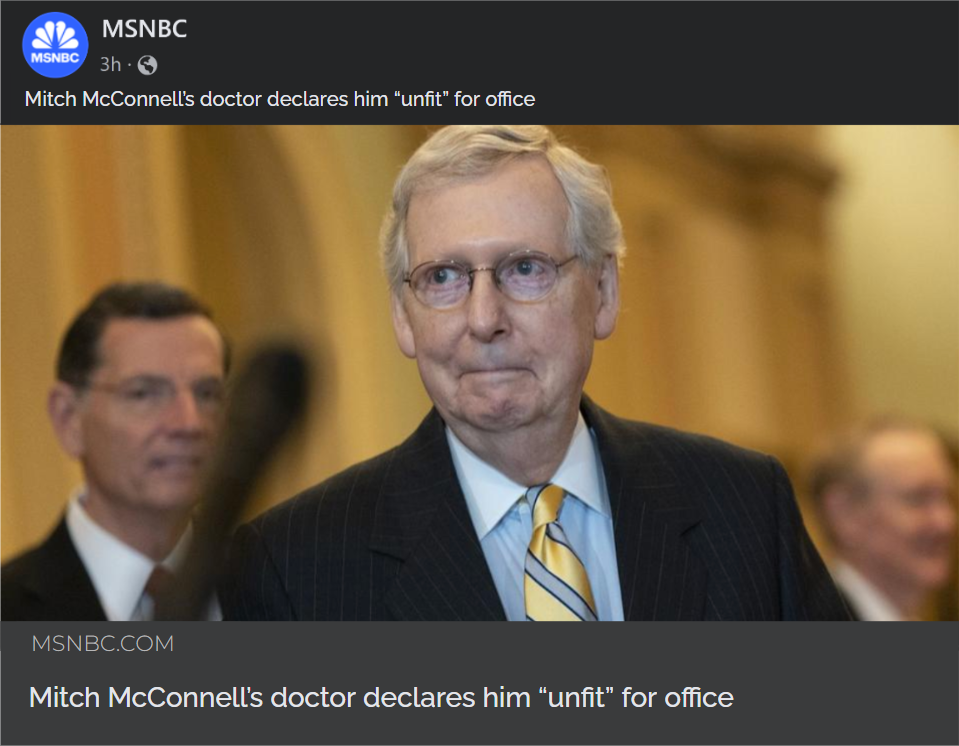 MSNBC
MSNBC
3h ·
Mitch McConnell’s doctor declares him “unfit” for office
MSNBC.COM
Mitch McConnell’s doctor declares him “unfit” for office